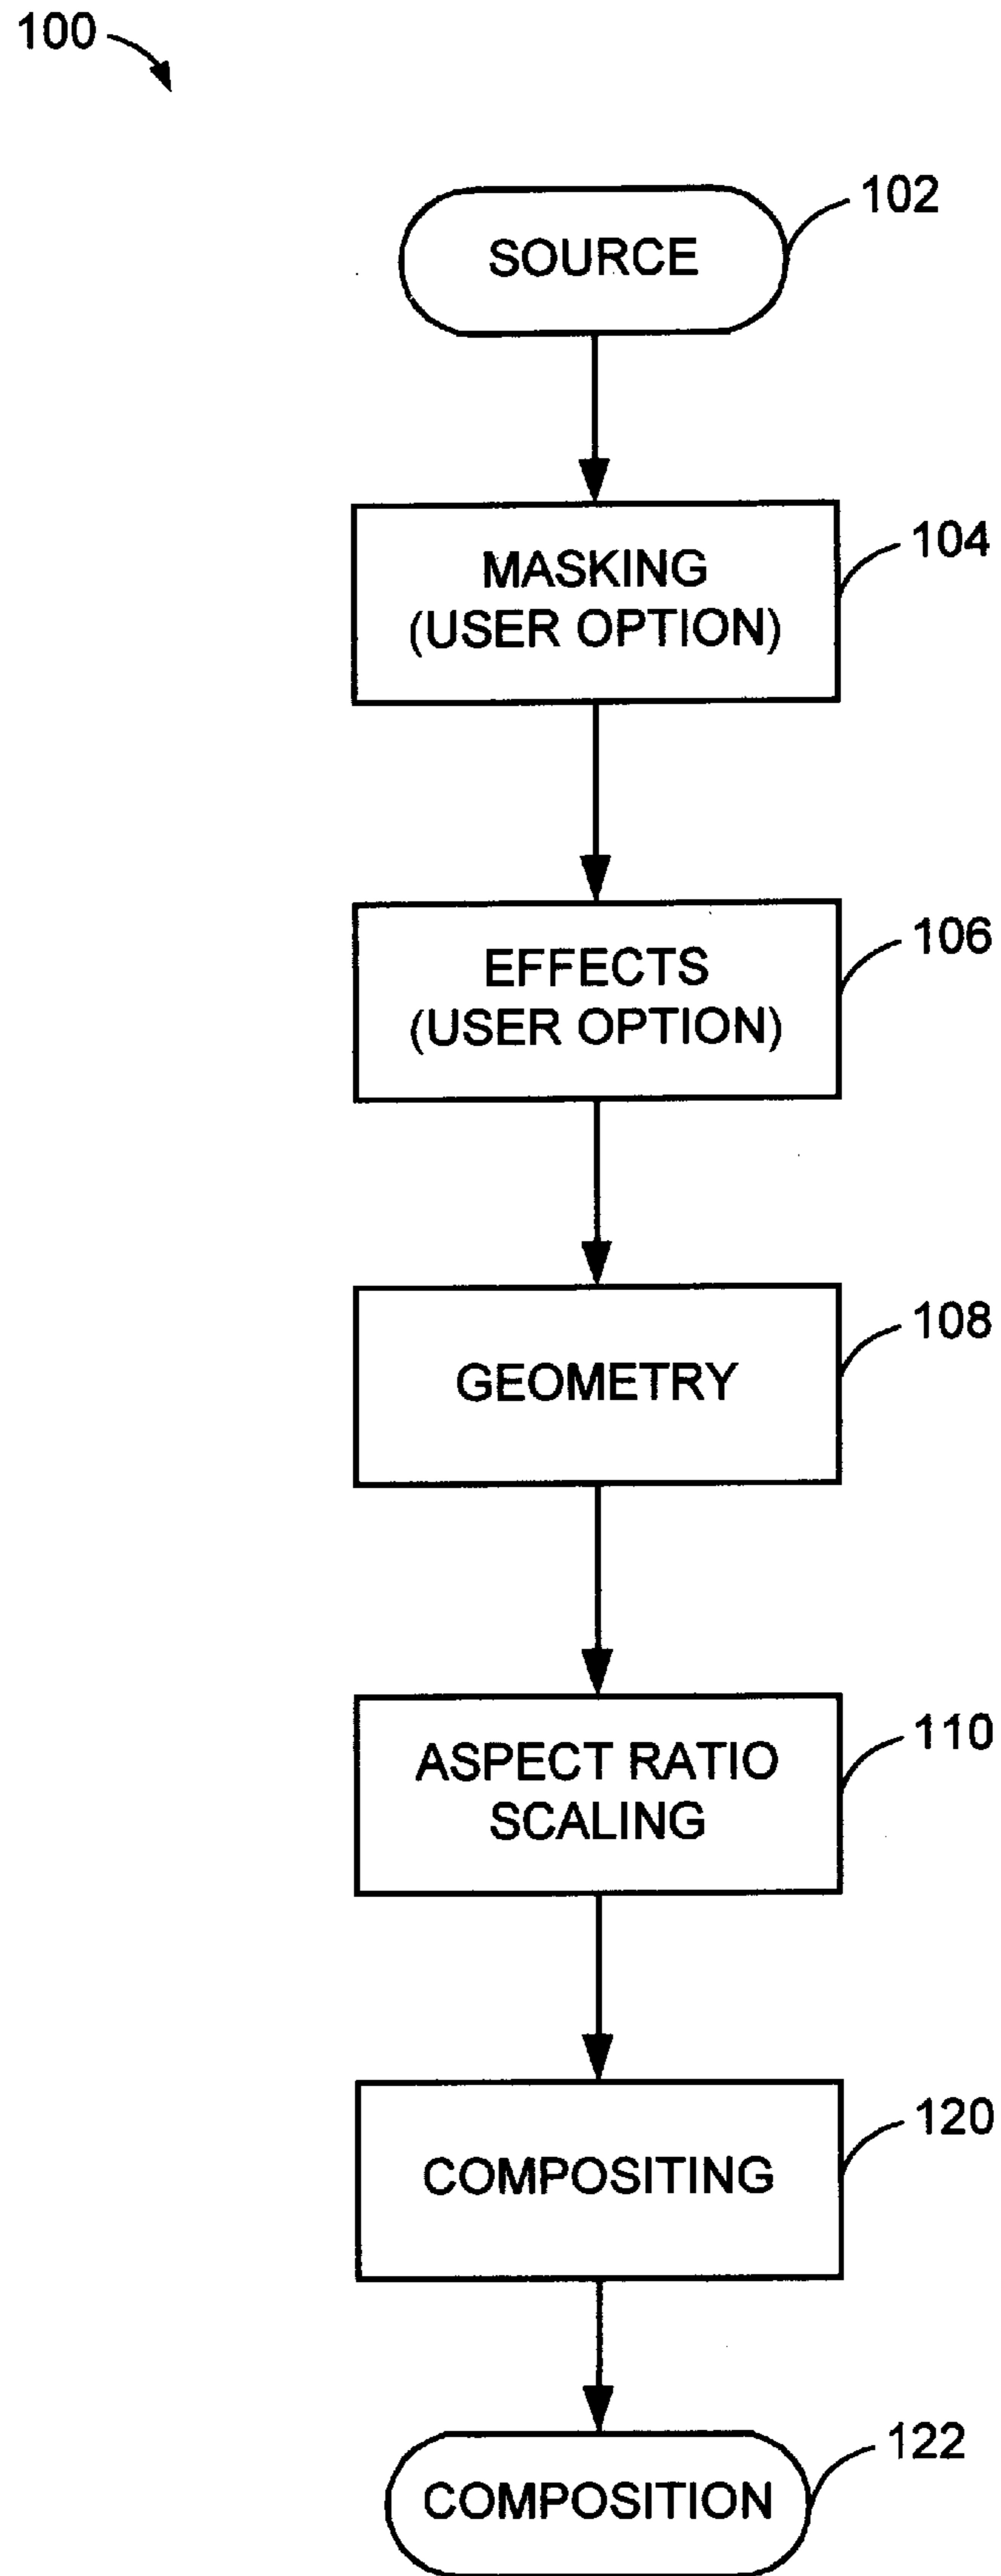 100
102
SOURCE
104
MASKING
(USER OPTION)
106
EFFECTS
(USER OPTION)
108
GEOMETRY
110
ASPECT RATIO
SCALING
120
COMPOSITING
122
COMPOSITION